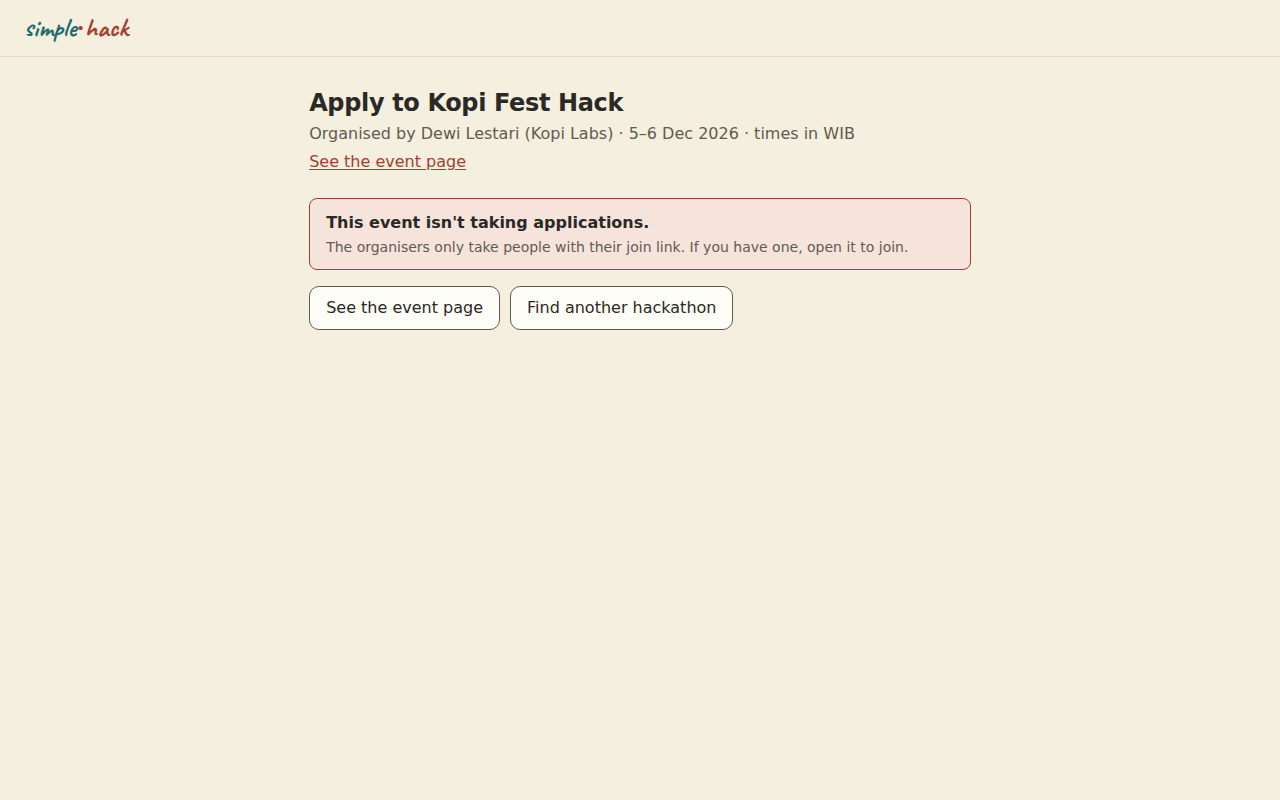 simple•hack
Apply to Kopi Fest Hack
Organised by Dewi Lestari (Kopi Labs) · 5–6 Dec 2026 · times in WIB
See the event page
This event isn't taking applications.
The organisers only take people with their join link. If you have one, open it to join.
See the event page
Find another hackathon